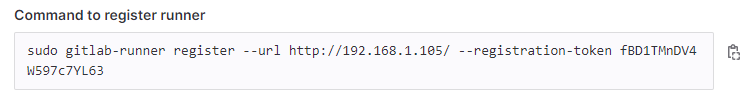 Command to register runner
sudo gitlab-runner register --url http://192.168.1.105/ --registration-token fBD1TMnDV4
W597c7YL63